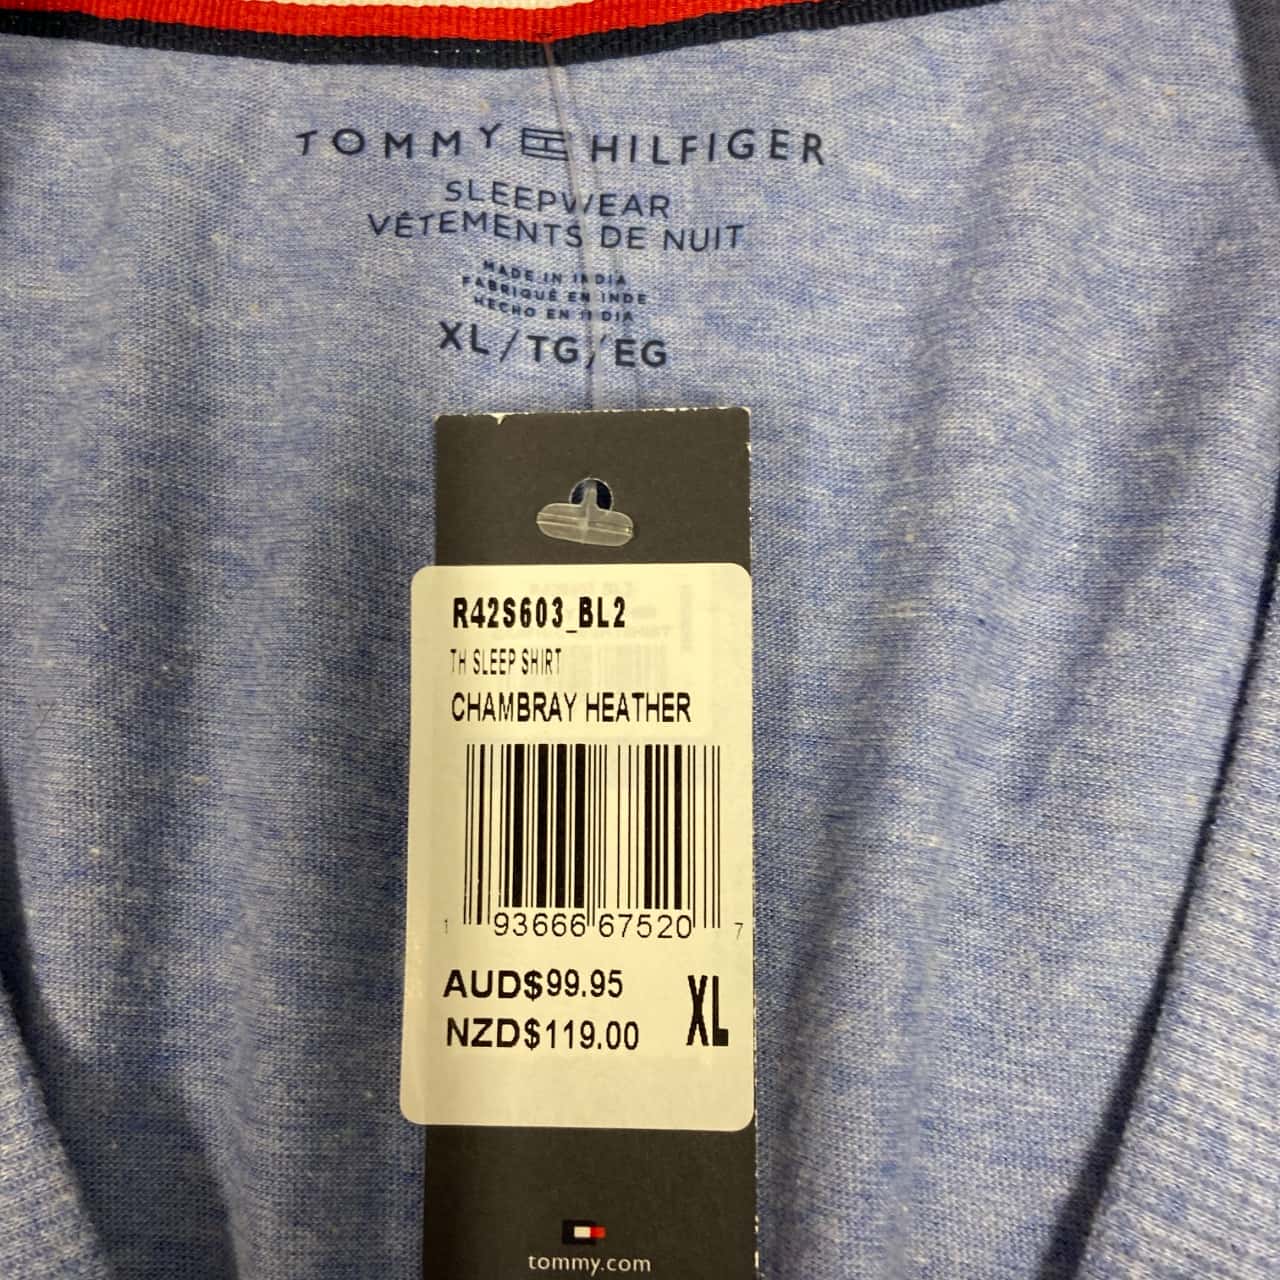 TOMMY HILFIGER
SLEEPWEAR
VÊTEMENTS DE NUIT
MADE IN INDIA
FABRIQUÉ EN INDE
HECHO EN INDIA
XL/TG/EG
R42S603_BL2
TH SLEEP SHIRT
CHAMBRAY HEATHER
1 93666 67520 7
AUD$99.95
NZD$119.00 XL
tommy.com